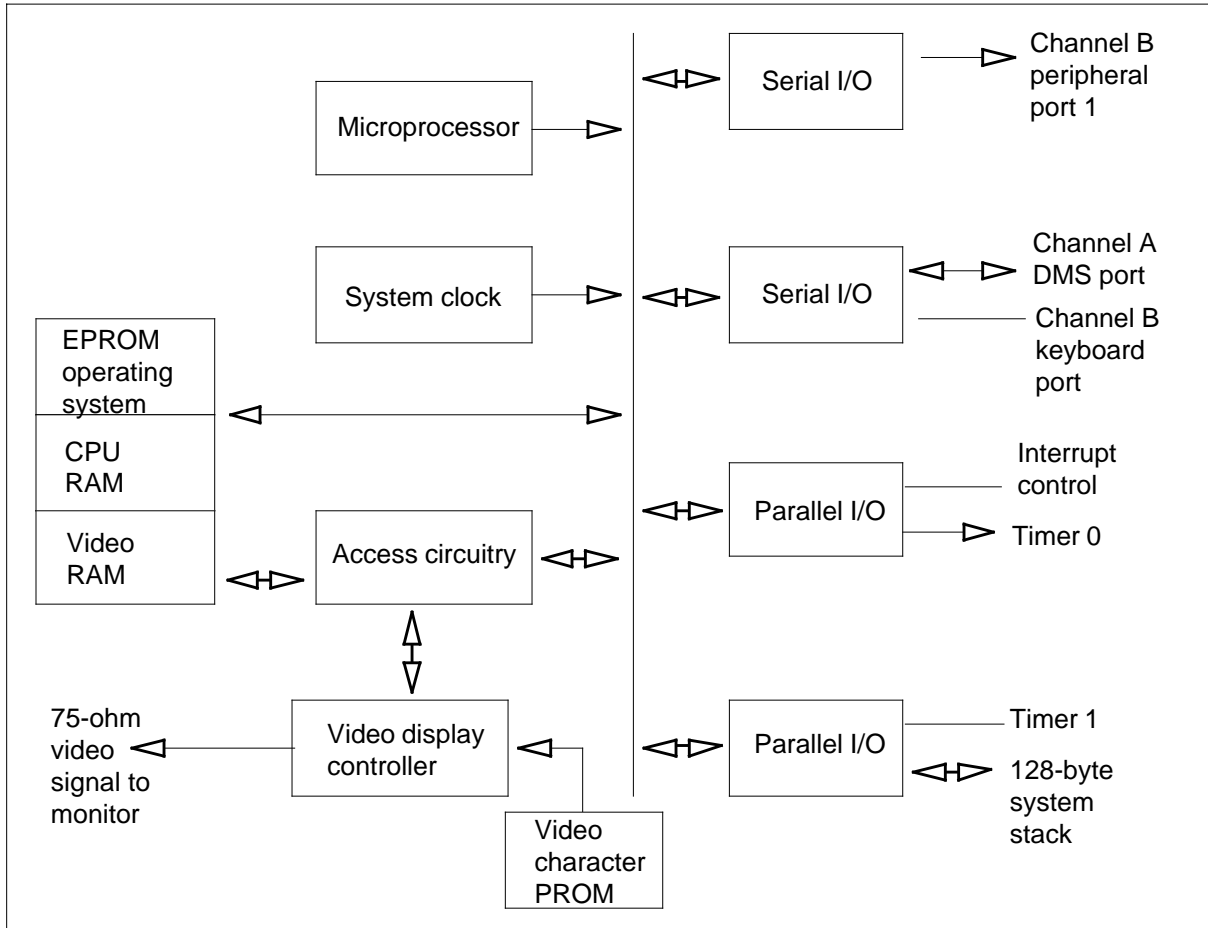 Microprocessor
System clock
EPROM
operating
system
CPU
RAM
Video
RAM
Access circuitry
75-ohm
video
signal to
monitor
Video display
controller
Video
character
PROM
Serial I/O
Channel B
peripheral
port 1
Serial I/O
Channel A
DMS port
Channel B
keyboard
port
Parallel I/O
Interrupt
control
Timer 0
Parallel I/O
Timer 1
128-byte
system
stack